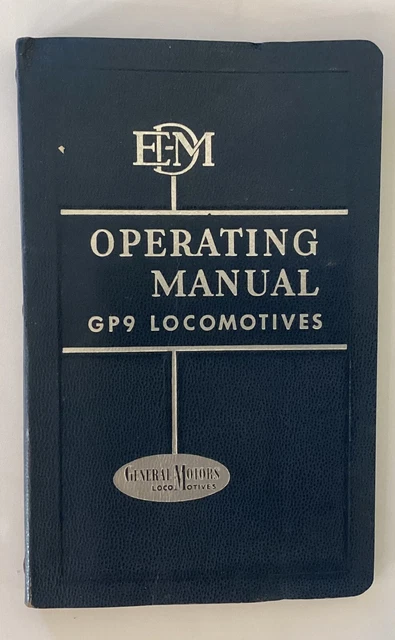 EMD
OPERATING
MANUAL
GP9 LOCOMOTIVES
GENERAL MOTORS
LOCOMOTIVES